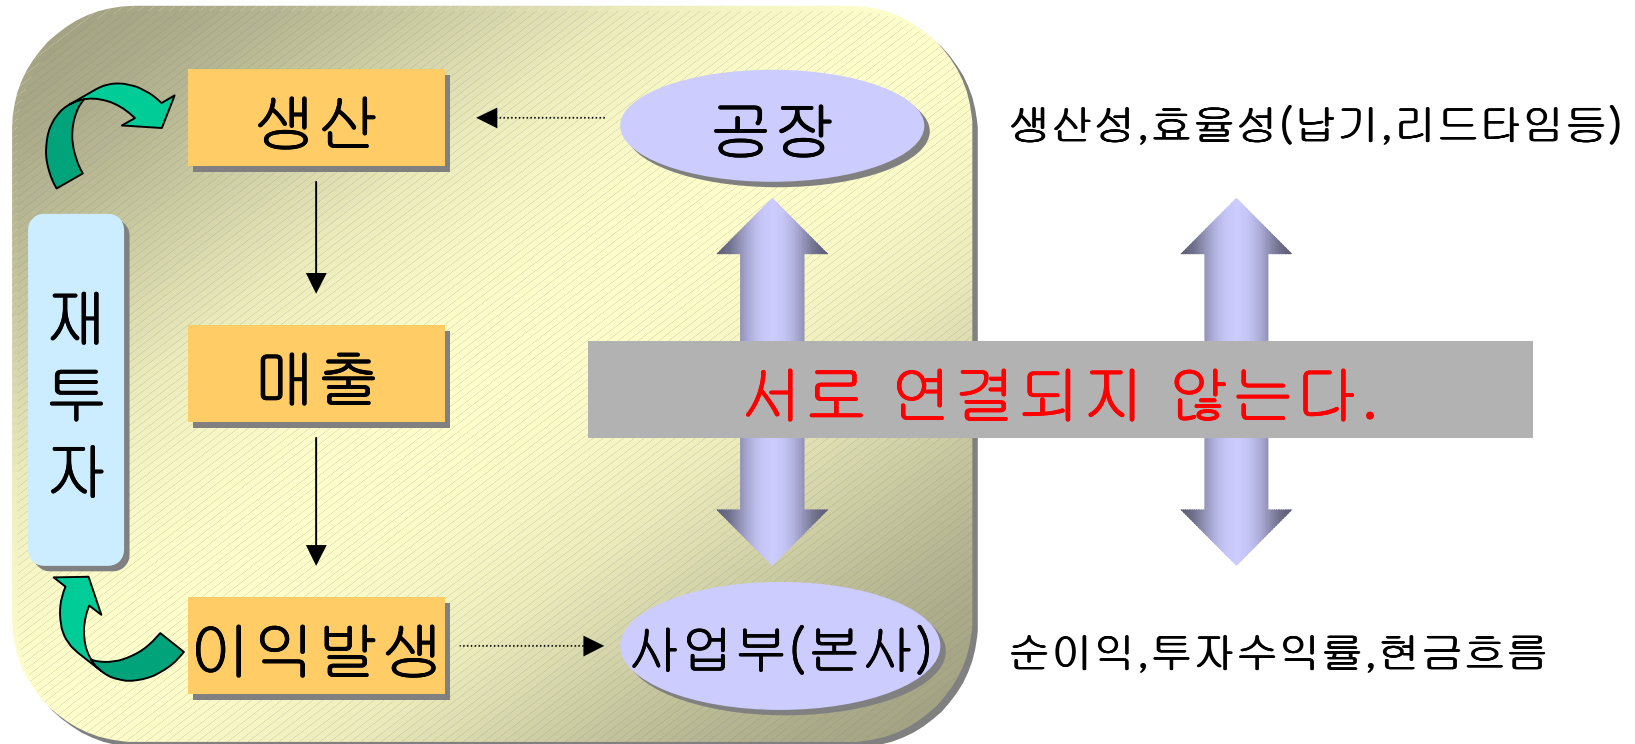 생산
공장
생산성,효율성(납기,리드타임등)
재투자
매출
서로 연결되지 않는다.
이익발생
사업부(본사)
순이익,투자수익률,현금흐름